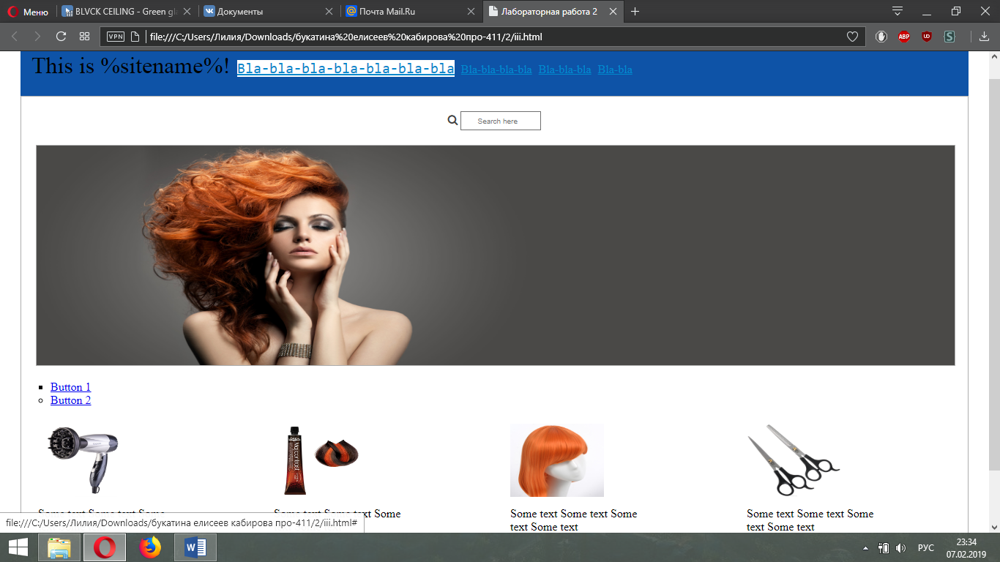 Меню
BLVCK CEILING - Green gl
Документы
Почта Mail.Ru
Лабораторная работа 2
VPN
file:///C:/Users/Лилия/Downloads/букатина%20елисеев%20кабирова%20про-411/2/iii.html
ABP
This is %sitename%! Bla-bla-bla-bla-bla-bla-bla Bla-bla-bla-bla Bla-bla-bla Bla-bla
Search here
Button 1
Button 2
Some text Some text Some
Some text Some text Some
Some text Some text Some
text Some text
Some text Some text Some
text Some text
file:///C:/Users/Лилия/Downloads/букатина елисеев кабирова про-411/2/iii.html#
РУС
23:34
07.02.2019